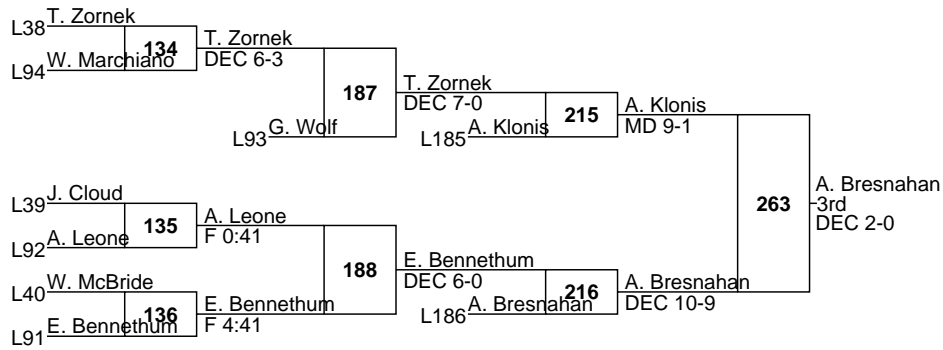 L38 T. Zornek
134
L94 W. Marchiano
T. Zornek
DEC 6-3
187
L93 G. Wolf
T. Zornek
DEC 7-0
215
L185 A. Klonis
A. Klonis
MD 9-1
263
A. Bresnahan
3rd
DEC 2-0
L39 J. Cloud
135
L92 A. Leone
A. Leone
F 0:41
188
L40 W. McBride
136
L91 E. Bennethum
E. Bennethum
F 4:41
E. Bennethum
DEC 6-0
216
L186 A. Bresnahan
A. Bresnahan
DEC 10-9